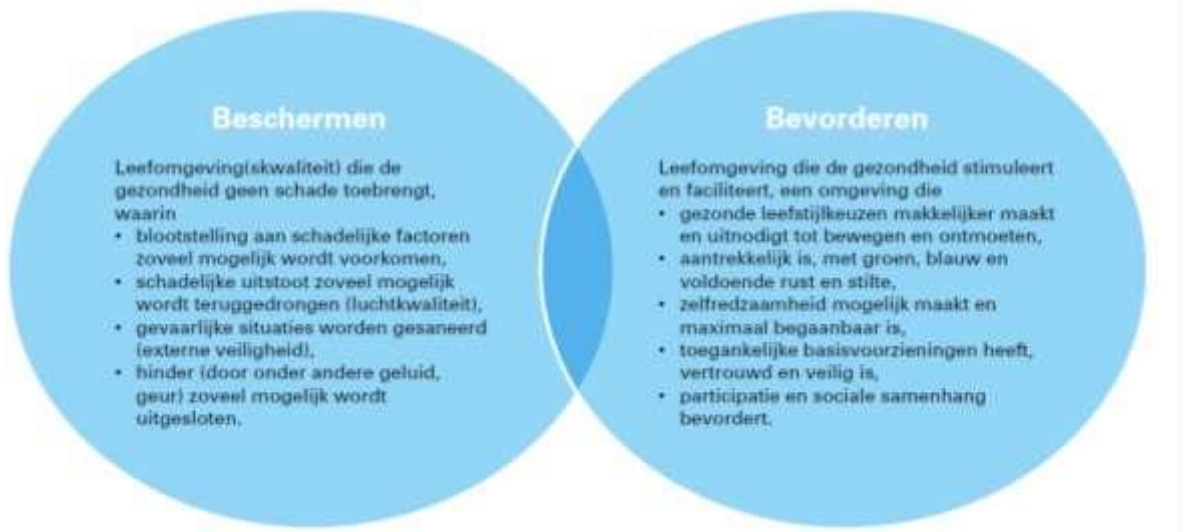 Beschermen
Leefomgeving(skwaliteit) die de
gezondheid geen schade toebrengt,
waarin
• blootstelling aan schadelijke factoren
zoveel mogelijk wordt voorkomen,
• schadelijke uitstoot zoveel mogelijk
wordt teruggedrongen (luchtkwaliteit),
• gevaarlijke situaties worden gesaneerd
(externe veiligheid),
• hinder (door onder andere geluid,
geur) zoveel mogelijk wordt
uitgesloten.
Bevorderen
Leefomgeving die de gezondheid stimuleert
en faciliteert, een omgeving die
• gezonde leefstijlkeuzen makkelijker maakt
en uitnodigt tot bewegen en ontmoeten,
• aantrekkelijk is, met groen, blauw en
voldoende rust en stilte,
• zelfredzaamheid mogelijk maakt en
maximaal begaanbaar is,
• toegankelijke basisvoorzieningen heeft,
vertrouwd en veilig is,
• participatie en sociale samenhang
bevordert.